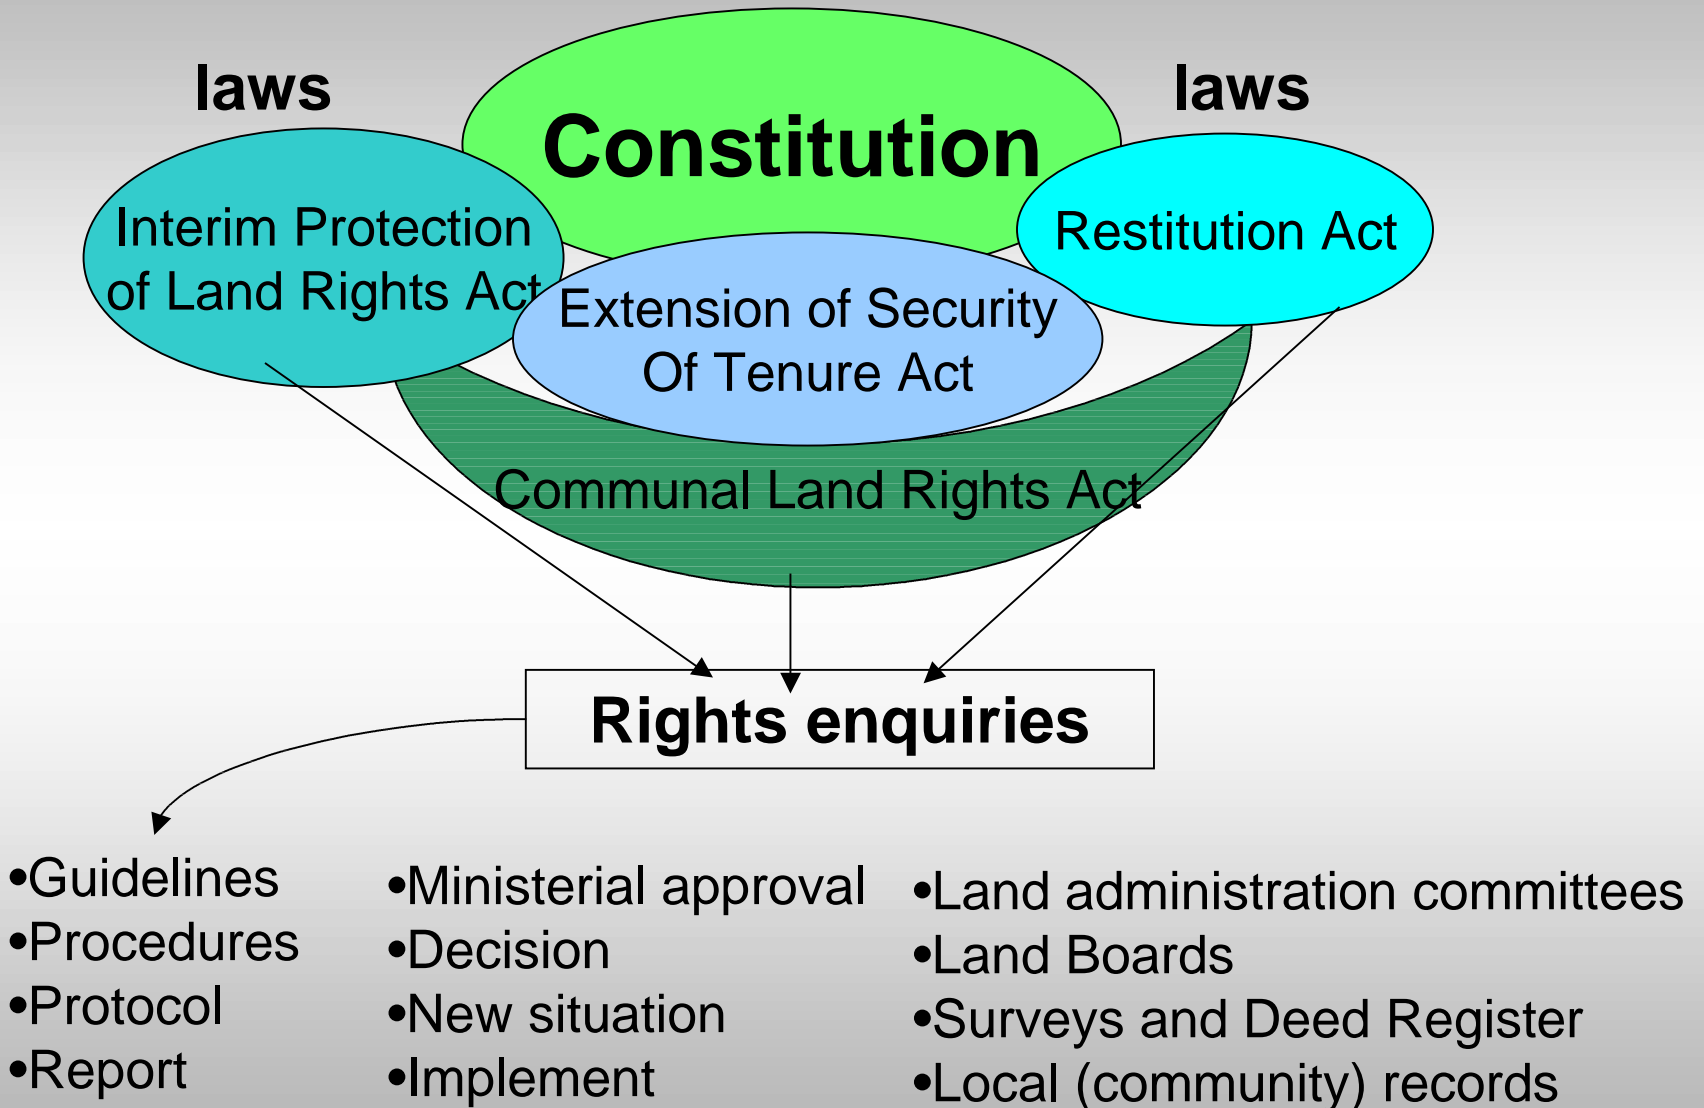 laws
Constitution
laws
Interim Protection
of Land Rights Act
Restitution Act
Extension of Security
Of Tenure Act
Communal Land Rights Act
Rights enquiries
•Guidelines
•Procedures
•Protocol
•Report
•Ministerial approval
•Decision
•New situation
•Implement
•Land administration committees
•Land Boards
•Surveys and Deed Register
•Local (community) records